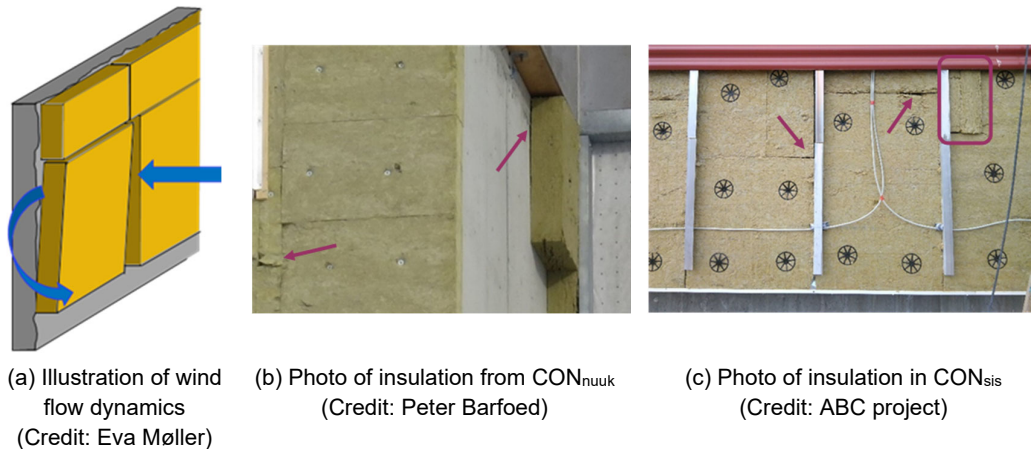 (a) Illustration of wind
flow dynamics
(Credit: Eva Møller)
(b) Photo of insulation from CONnuuk
(Credit: Peter Barfoed)
(c) Photo of insulation in CONsis
(Credit: ABC project)